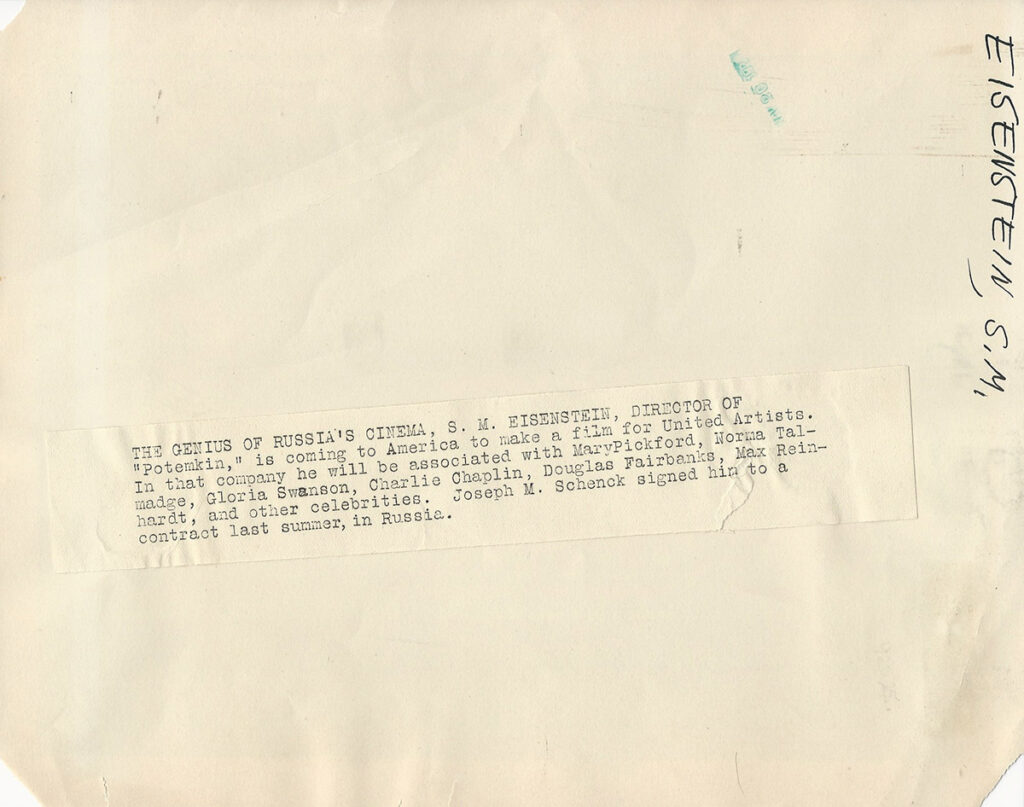 EISENSTEIN, S.M,
THE GENIUS OF RUSSIA'S CINEMA, S. M. EISENSTEIN, DIRECTOR OF
"Potemkin," is coming to America to make a film for United Artists.
In that company he will be associated with MaryPickford, Norma Tal-
madge, Gloria Swanson, Charlie Chaplin, Douglas Fairbanks, Max Rein-
hardt, and other celebrities. Joseph M. Schenck signed him to a
contract last summer, in Russia.